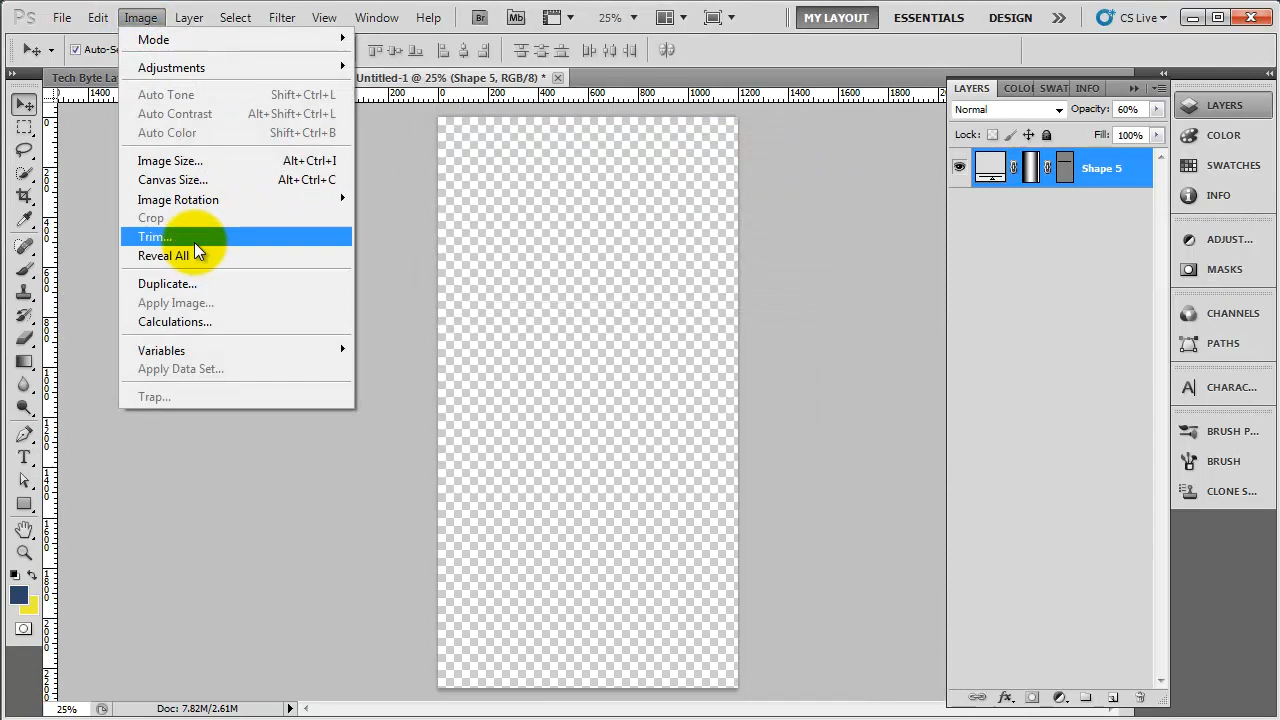 Ps File Edit Image Layer Select Filter View Window Help Br Mb 25% MY LAYOUT ESSENTIALS DESIGN CS Live
Auto-Se
Tech Byte La Untitled-1 @ 25% (Shape 5, RGB/8) *
1400 200 0 200 400 600 800 1000 1200 1400 1600 1800
Mode
Adjustments
Auto Tone Shift+Ctrl+L
Auto Contrast Alt+Shift+Ctrl+L
Auto Color Shift+Ctrl+B
Image Size... Alt+Ctrl+I
Canvas Size... Alt+Ctrl+C
Image Rotation
Crop
Trim...
Reveal All
Duplicate...
Apply Image...
Calculations...
Variables
Apply Data Set...
Trap...
LAYERS COLO SWAT INFO
Normal Opacity: 60%
Lock: Fill: 100%
Shape 5
LAYERS
COLOR
SWATCHES
INFO
ADJUST...
MASKS
CHANNELS
PATHS
CHARAC...
BRUSH P...
BRUSH
CLONE S...
25% Doc: 7.82M/2.61M